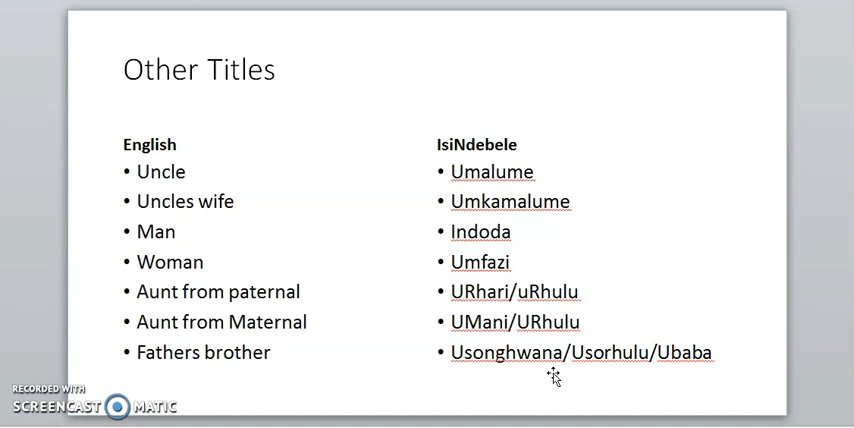 Other Titles
English
• Uncle
• Uncles wife
• Man
• Woman
• Aunt from paternal
• Aunt from Maternal
• Fathers brother
IsiNdebele
• Umalume
• Umkamalume
• Indoda
• Umfazi
• URhari/uRhulu
• UMani/URhulu
• Usonghwana/Usorhulu/Ubaba
RECORDED WITH
SCREENCAST MATIC